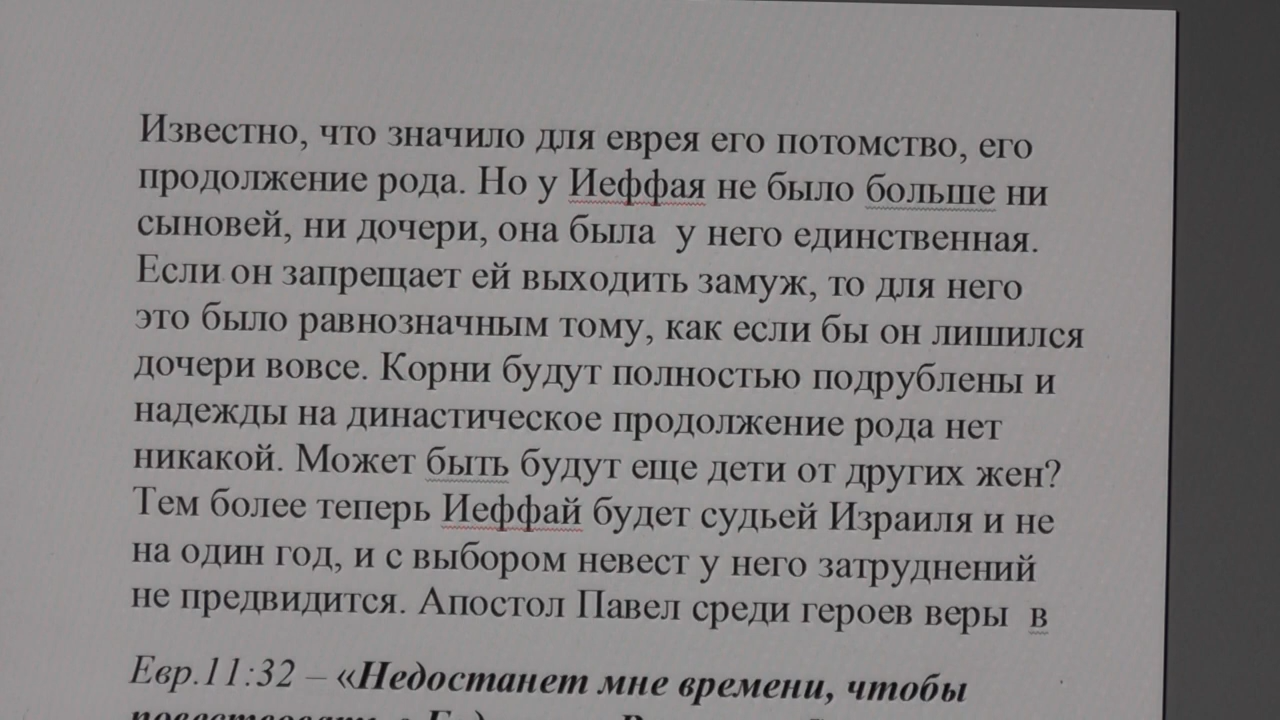 Известно, что значило для еврея его потомство, его
продолжение рода. Но у Иеффая не было больше ни
сыновей, ни дочери, она была  у него единственная.
Если он запрещает ей выходить замуж, то для него
это было равнозначным тому, как если бы он лишился
дочери вовсе. Корни будут полностью подрублены и
надежды на династическое продолжение рода нет
никакой. Может быть будут еще дети от других жен?
Тем более теперь Иеффай будет судьей Израиля и не
на один год, и с выбором невест у него затруднений
не предвидится. Апостол Павел среди героев веры  в
Евр.11:32 – «Недостанет мне времени, чтобы